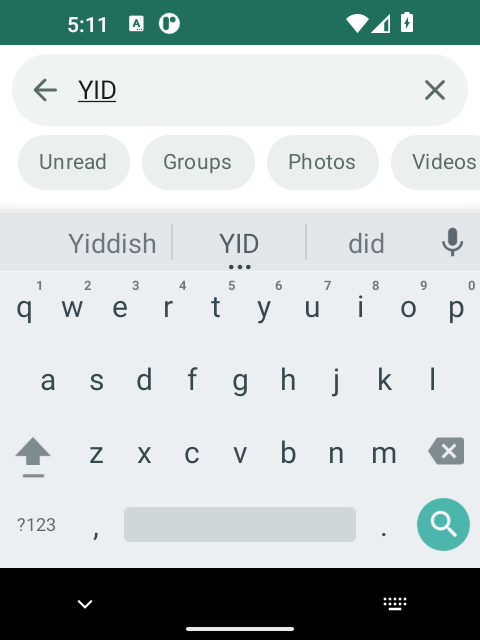 5:11 A
YID
Unread Groups Photos Videos
Yiddish YID did
1 2 3 4 5 6 7 8 9 0
q w e r t y u i o p
a s d f g h j k l
z x c v b n m
?123 , .